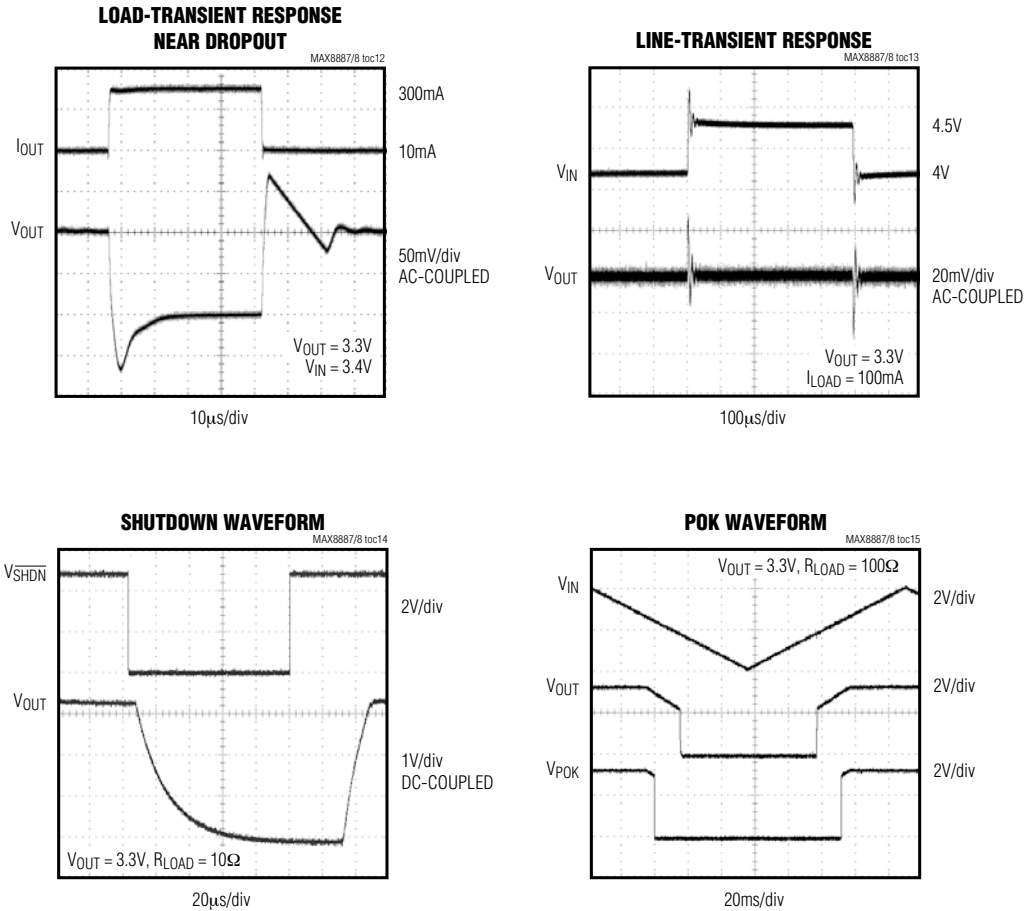 LOAD-TRANSIENT RESPONSE
NEAR DROPOUT
MAX8887/8 toc12
IOUT
300mA
10mA
VOUT
50mV/div
AC-COUPLED
VOUT = 3.3V
VIN = 3.4V
10µs/div
LINE-TRANSIENT RESPONSE
MAX8887/8 toc13
VIN
4.5V
4V
VOUT
20mV/div
AC-COUPLED
VOUT = 3.3V
ILOAD = 100mA
100µs/div
SHUTDOWN WAVEFORM
MAX8887/8 toc14
VS̅H̅D̅N̅
2V/div
VOUT
1V/div
DC-COUPLED
VOUT = 3.3V, RLOAD = 10Ω
20µs/div
POK WAVEFORM
MAX8887/8 toc15
VOUT = 3.3V, RLOAD = 100Ω
VIN
2V/div
VOUT
2V/div
VPOK
2V/div
20ms/div